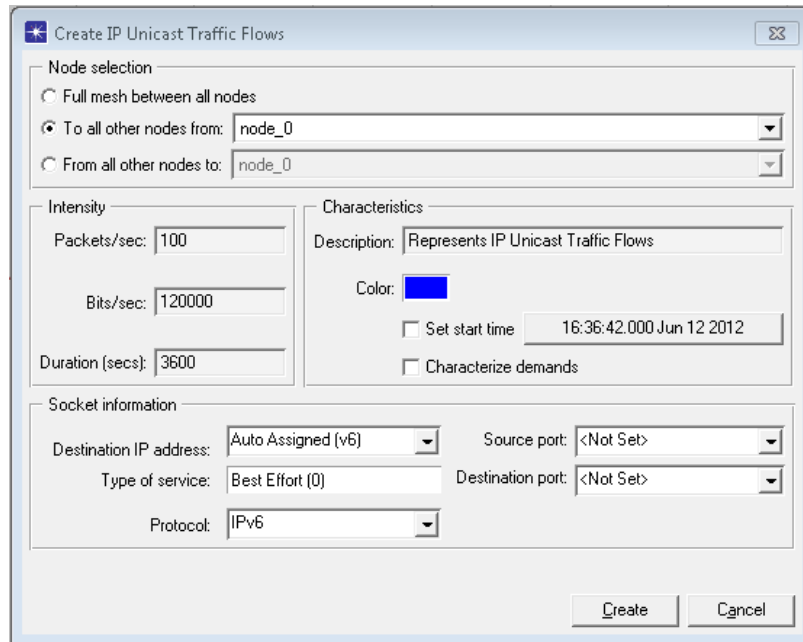 Create IP Unicast Traffic Flows
Node selection
Full mesh between all nodes
To all other nodes from: node_0
From all other nodes to: node_0
Intensity
Packets/sec: 100
Bits/sec: 120000
Duration (secs): 3600
Characteristics
Description: Represents IP Unicast Traffic Flows
Color:
Set start time 16:36:42.000 Jun 12 2012
Characterize demands
Socket information
Destination IP address: Auto Assigned (v6)
Type of service: Best Effort (0)
Protocol: IPv6
Source port: <Not Set>
Destination port: <Not Set>
Create Cancel